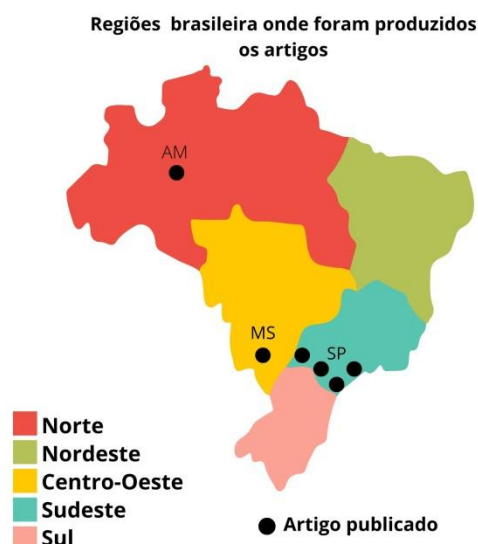 Regiões brasileira onde foram produzidos
os artigos
AM
MS
SP
Norte
Nordeste
Centro-Oeste
Sudeste
Sul
Artigo publicado